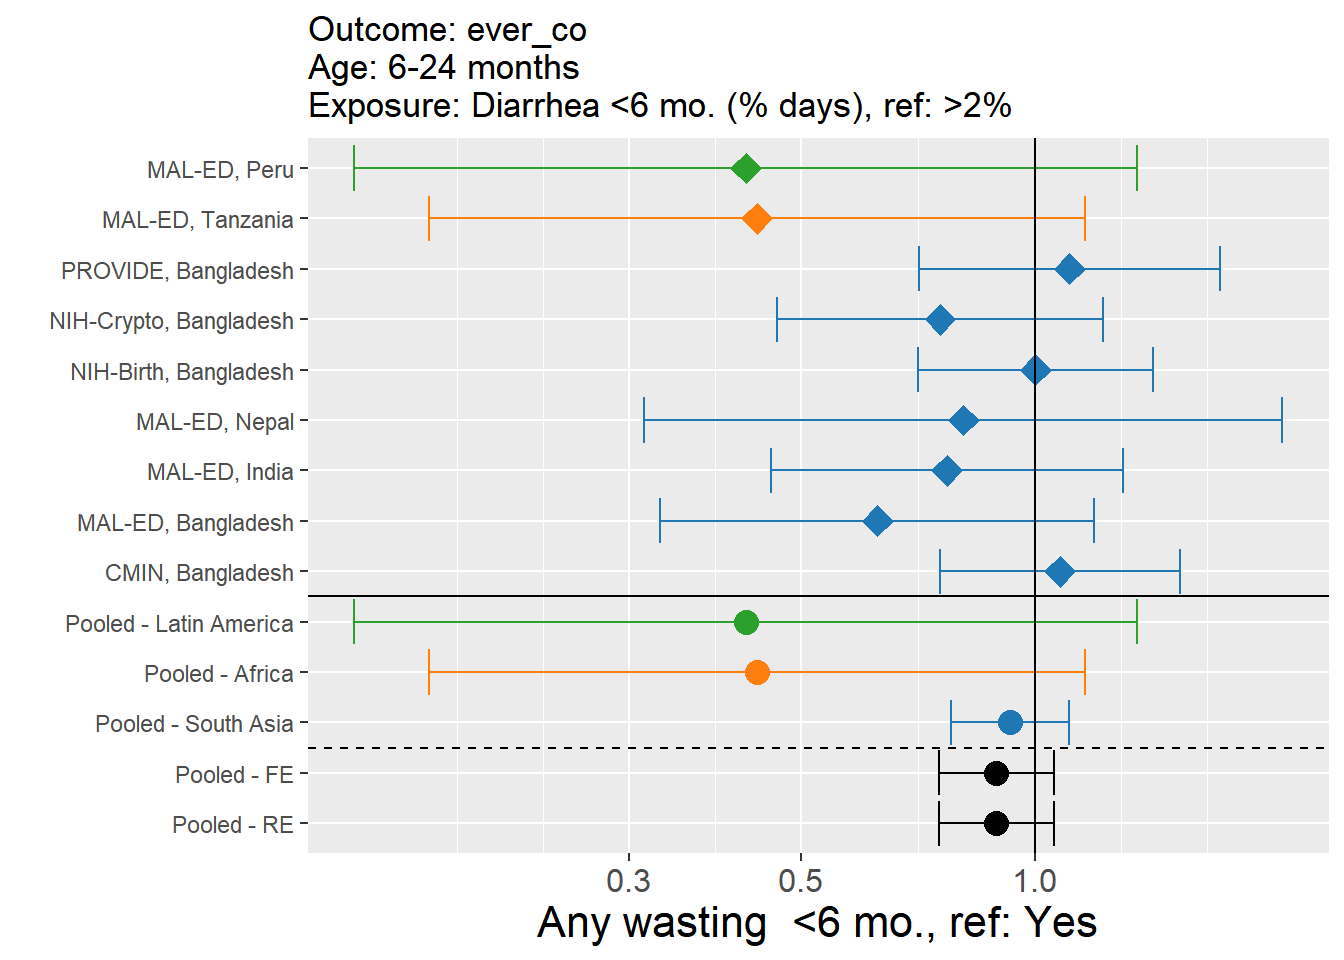 Outcome: ever_co
Age: 6-24 months
Exposure: Diarrhea <6 mo. (% days), ref: >2%
MAL-ED, Peru
MAL-ED, Tanzania
PROVIDE, Bangladesh
NIH-Crypto, Bangladesh
NIH-Birth, Bangladesh
MAL-ED, Nepal
MAL-ED, India
MAL-ED, Bangladesh
CMIN, Bangladesh
Pooled - Latin America
Pooled - Africa
Pooled - South Asia
Pooled - FE
Pooled - RE
0.3 0.5 1.0
Any wasting  <6 mo., ref: Yes